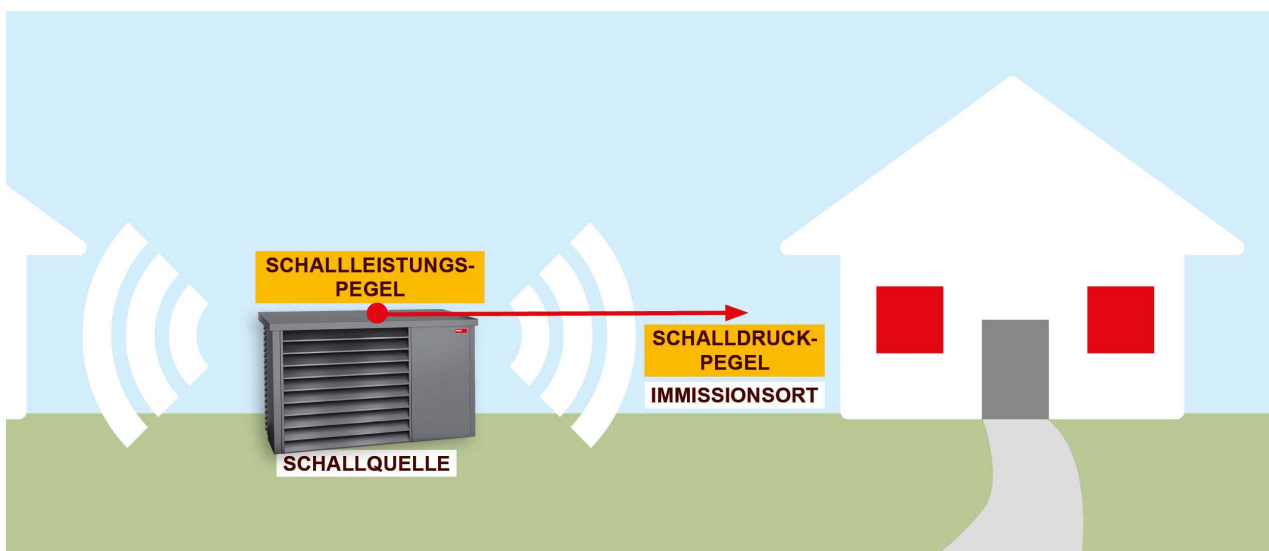 SCHALLLEISTUNGS-
PEGEL
SCHALLDRUCK-
PEGEL
IMMISSIONSORT
SCHALLQUELLE